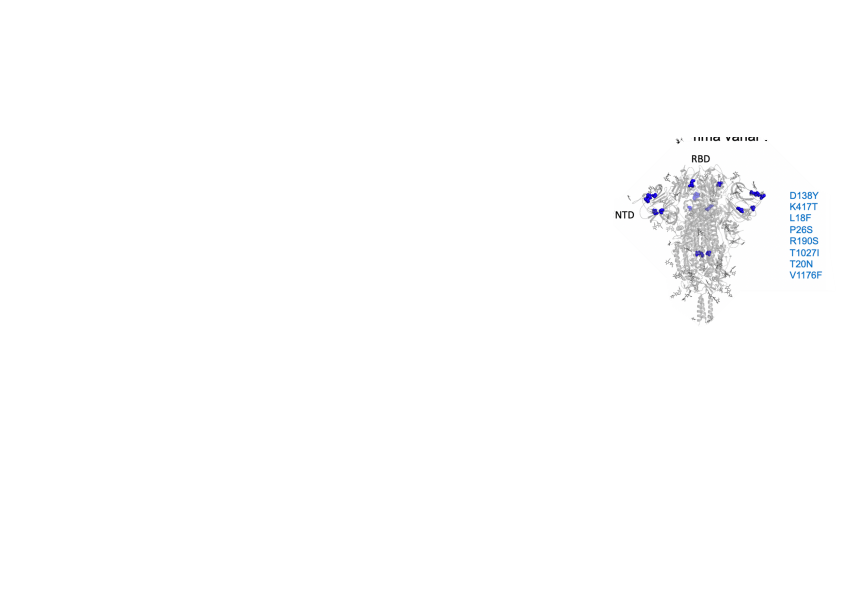 RBD
NTD
D138Y
K417T
L18F
P26S
R190S
T1027I
T20N
V1176F